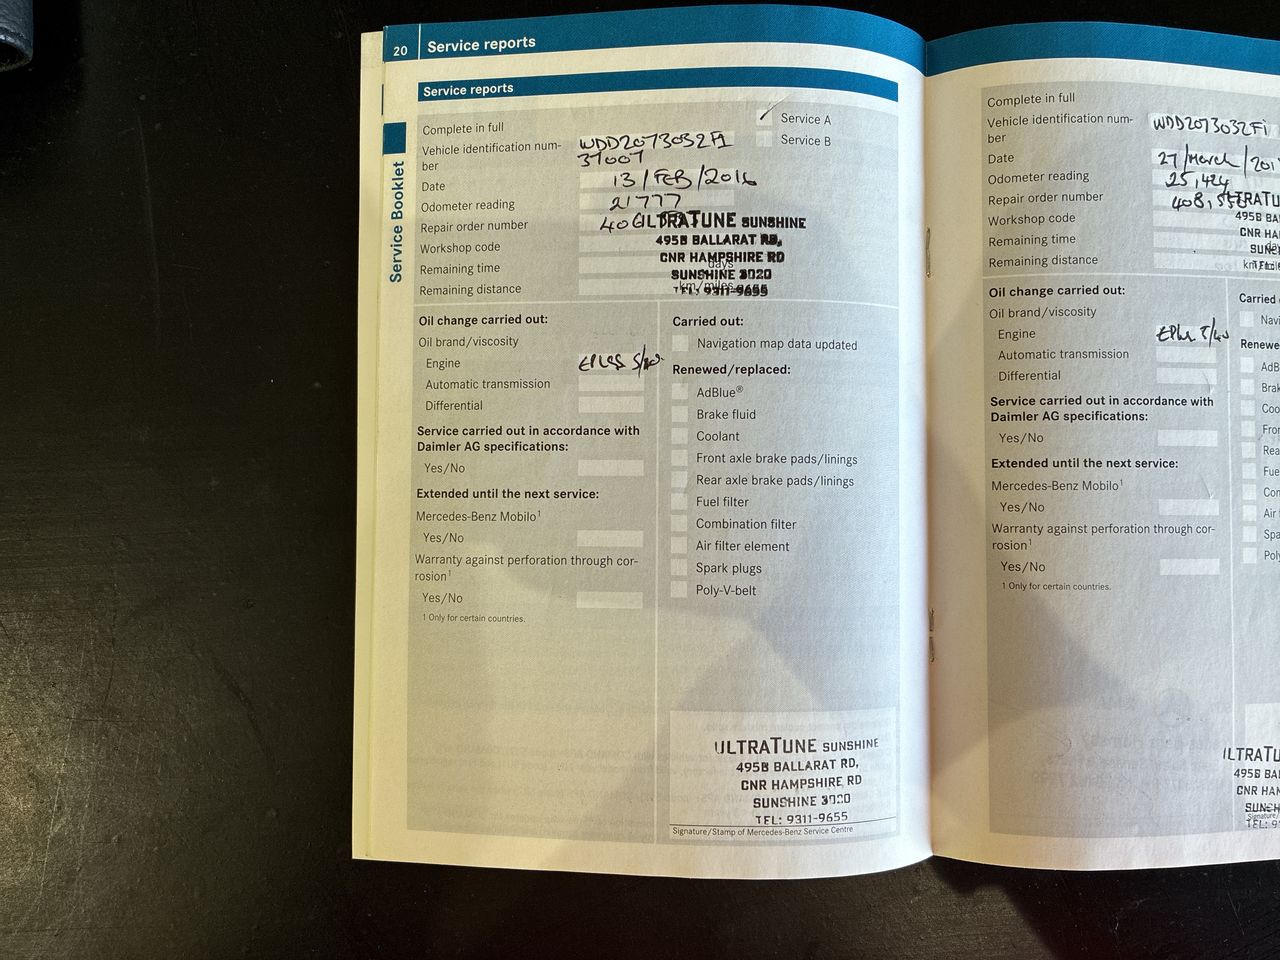 20 Service reports
Service reports
Service Booklet
Complete in full
Service A
Service B
Vehicle identification num-
ber
WDD2073032F1
37007
Date 13/FEB/2016
Odometer reading 21777
Repair order number
Workshop code
Remaining time days
Remaining distance km/miles
ULTRATUNE SUNSHINE
495B BALLARAT RD,
CNR HAMPSHIRE RD
SUNSHINE 3020
TEL: 9311-9655
Oil change carried out:
Oil brand/viscosity
Engine
Automatic transmission
Differential
Service carried out in accordance with
Daimler AG specifications:
Yes/No
Extended until the next service:
Mercedes-Benz Mobilo1
Yes/No
Warranty against perforation through cor-
rosion1
Yes/No
1 Only for certain countries.
Carried out:
Navigation map data updated
Renewed/replaced:
AdBlue®
Brake fluid
Coolant
Front axle brake pads/linings
Rear axle brake pads/linings
Fuel filter
Combination filter
Air filter element
Spark plugs
Poly-V-belt
ULTRATUNE SUNSHINE
495B BALLARAT RD,
CNR HAMPSHIRE RD
SUNSHINE 3020
TEL: 9311-9655
Signature/Stamp of Mercedes-Benz Service Centre
Complete in full
Vehicle identification num-
ber
WDD2073032F1
Date 27/March/201
Odometer reading 25,424
Repair order number
Workshop code
Remaining time
Remaining distance
Oil change carried out:
Oil brand/viscosity
Engine
Automatic transmission
Differential
Service carried out in accordance with
Daimler AG specifications:
Yes/No
Extended until the next service:
Mercedes-Benz Mobilo1
Yes/No
Warranty against perforation through cor-
rosion1
Yes/No
1 Only for certain countries.
Carried
Renewe
495B BA
CNR HAM